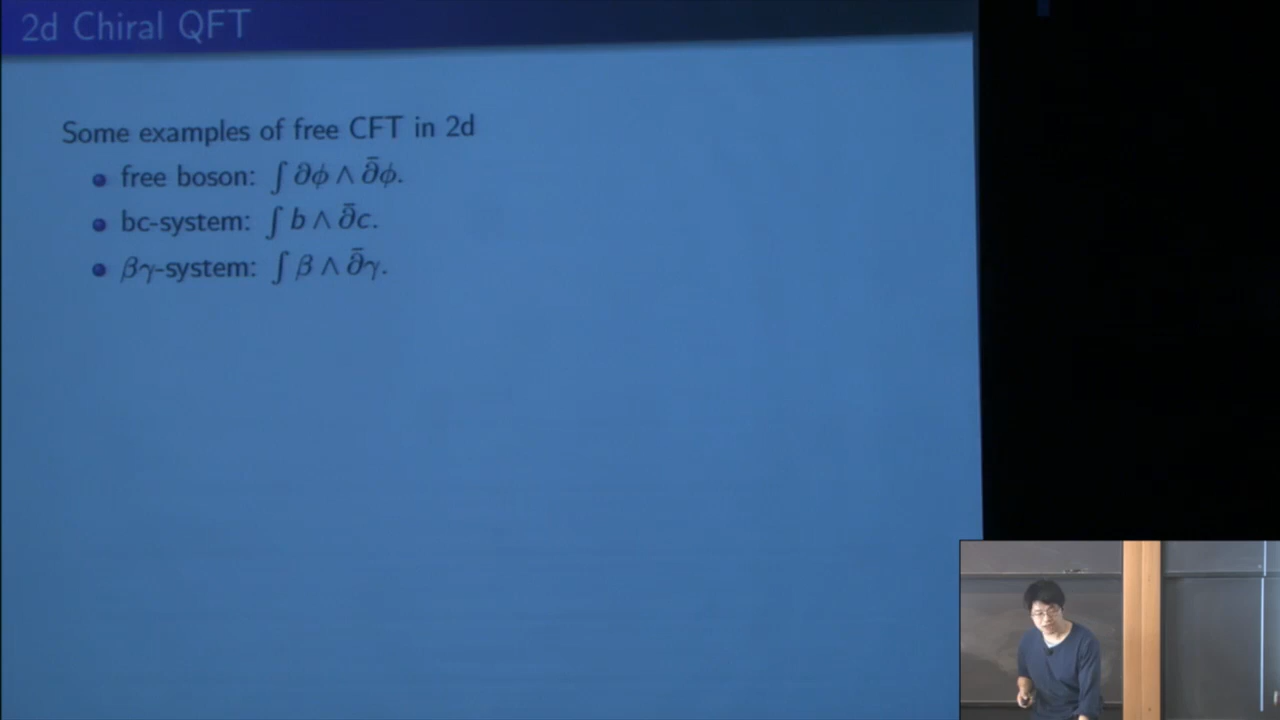 2d Chiral QFT
Some examples of free CFT in 2d
free boson: ∫ ∂ϕ ∧ ∂̄ϕ.
bc-system: ∫ b ∧ ∂̄c.
βγ-system: ∫ β ∧ ∂̄γ.